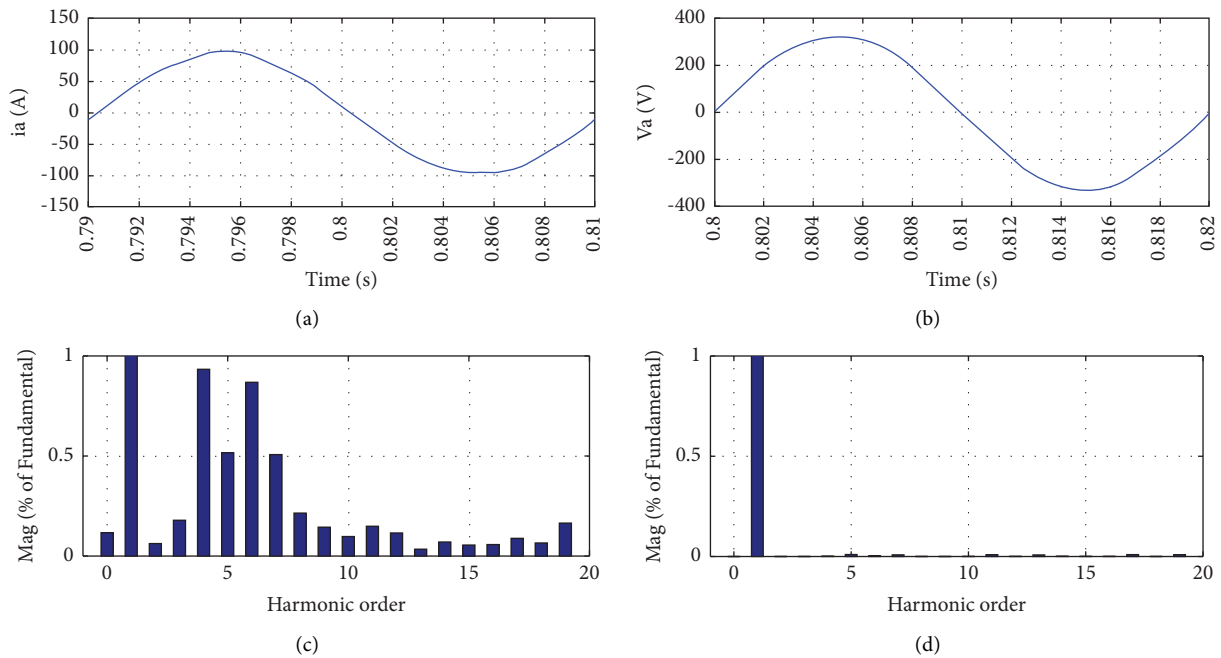 150
100
50
0
-50
-100
-150
ia (A)
0.79
0.792
0.794
0.796
0.798
0.8
0.802
0.804
0.806
0.808
0.81
Time (s)
(a)
400
200
0
-200
-400
Va (V)
0.8
0.802
0.804
0.806
0.808
0.81
0.812
0.814
0.816
0.818
0.82
Time (s)
(b)
1
0.5
0
Mag (% of Fundamental)
0 5 10 15 20
Harmonic order
(c)
1
0.5
0
Mag (% of Fundamental)
0 5 10 15 20
Harmonic order
(d)